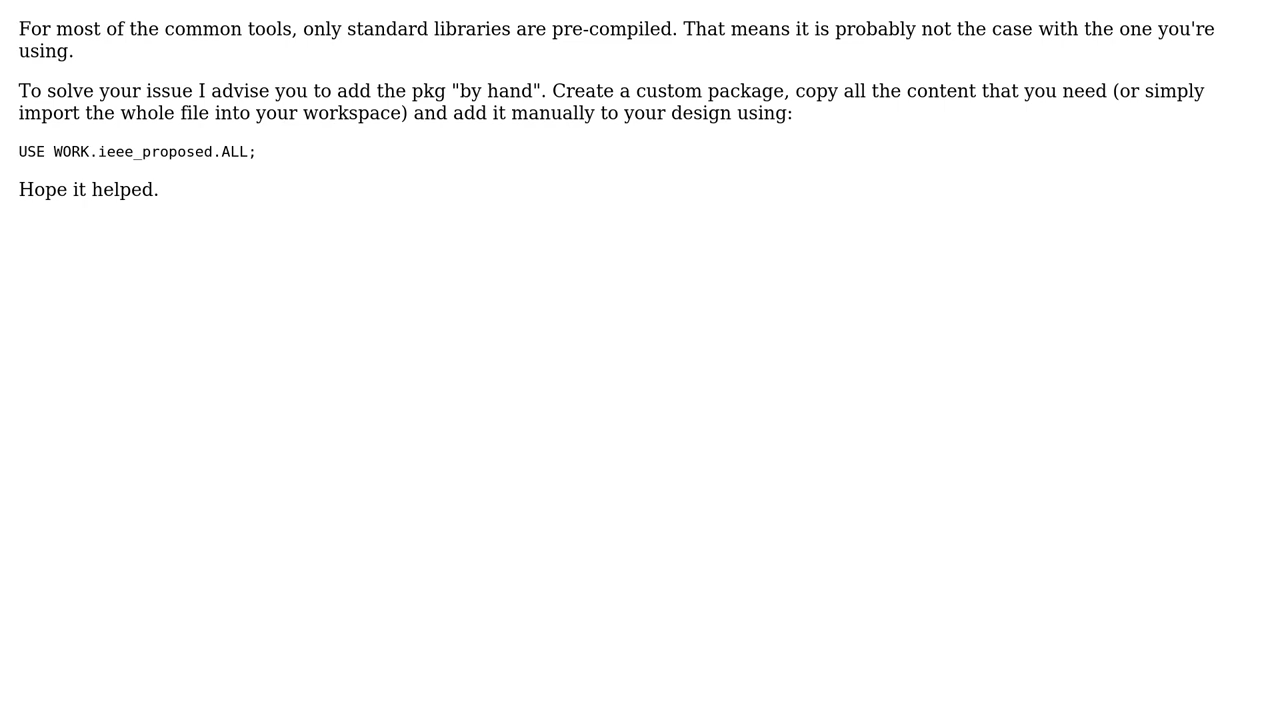 For most of the common tools, only standard libraries are pre-compiled. That means it is probably not the case with the one you're
using.
To solve your issue I advise you to add the pkg "by hand". Create a custom package, copy all the content that you need (or simply
import the whole file into your workspace) and add it manually to your design using:
USE WORK.ieee_proposed.ALL;
Hope it helped.